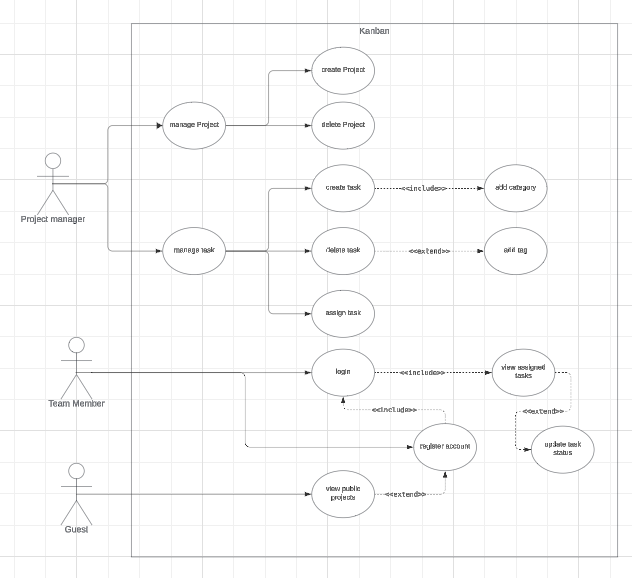 Kanban
create Project
manage Project
delete Project
Project manager
create task
<<include>>
add category
manage task
delete task
<<extend>>
add tag
assign task
Team Member
login
<<include>>
view assigned
tasks
<<include>>
<<extend>>
register account
update task
status
Guest
view public
projects
<<extend>>